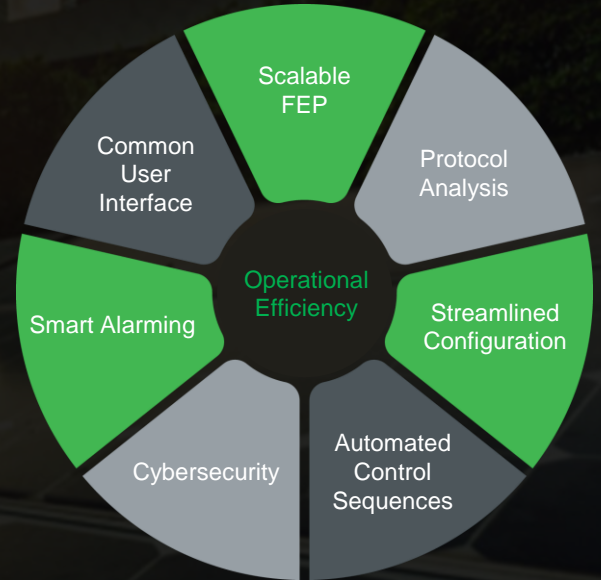 Scalable
FEP
Protocol
Analysis
Streamlined
Configuration
Automated
Control
Sequences
Cybersecurity
Smart Alarming
Common
User
Interface
Operational
Efficiency